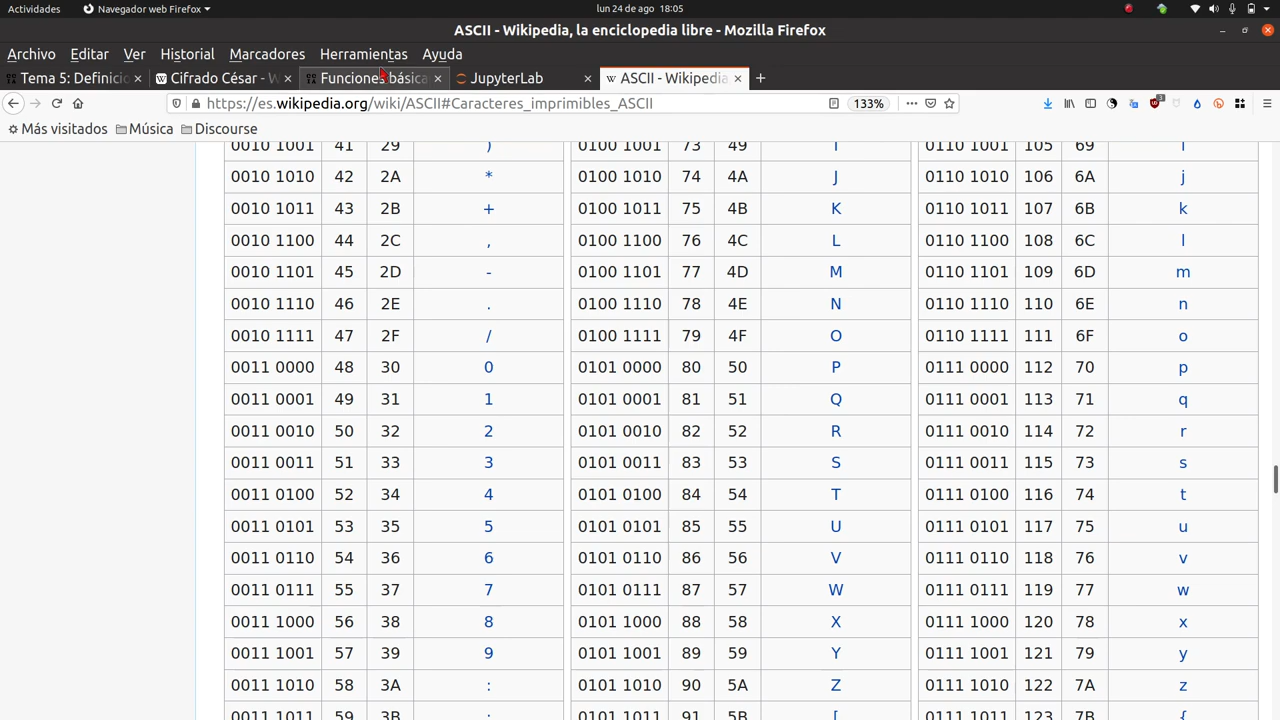 Actividades Navegador web Firefox lun 24 de ago 18:05
ASCII - Wikipedia, la enciclopedia libre - Mozilla Firefox
Archivo Editar Ver Historial Marcadores Herramientas Ayuda
Tema 5: Definicio Cifrado César - W Funciones básica JupyterLab ASCII - Wikipedia
https://es.wikipedia.org/wiki/ASCII#Caracteres_imprimibles_ASCII 133%
Más visitados Música Discourse
0010 1001 41 29 ) 0100 1001 73 49 I 0110 1001 105 69 i
0010 1010 42 2A * 0100 1010 74 4A J 0110 1010 106 6A j
0010 1011 43 2B + 0100 1011 75 4B K 0110 1011 107 6B k
0010 1100 44 2C , 0100 1100 76 4C L 0110 1100 108 6C l
0010 1101 45 2D - 0100 1101 77 4D M 0110 1101 109 6D m
0010 1110 46 2E . 0100 1110 78 4E N 0110 1110 110 6E n
0010 1111 47 2F / 0100 1111 79 4F O 0110 1111 111 6F o
0011 0000 48 30 0 0101 0000 80 50 P 0111 0000 112 70 p
0011 0001 49 31 1 0101 0001 81 51 Q 0111 0001 113 71 q
0011 0010 50 32 2 0101 0010 82 52 R 0111 0010 114 72 r
0011 0011 51 33 3 0101 0011 83 53 S 0111 0011 115 73 s
0011 0100 52 34 4 0101 0100 84 54 T 0111 0100 116 74 t
0011 0101 53 35 5 0101 0101 85 55 U 0111 0101 117 75 u
0011 0110 54 36 6 0101 0110 86 56 V 0111 0110 118 76 v
0011 0111 55 37 7 0101 0111 87 57 W 0111 0111 119 77 w
0011 1000 56 38 8 0101 1000 88 58 X 0111 1000 120 78 x
0011 1001 57 39 9 0101 1001 89 59 Y 0111 1001 121 79 y
0011 1010 58 3A : 0101 1010 90 5A Z 0111 1010 122 7A z
0011 1011 59 3B ; 0101 1011 91 5B [ 0111 1011 123 7B {